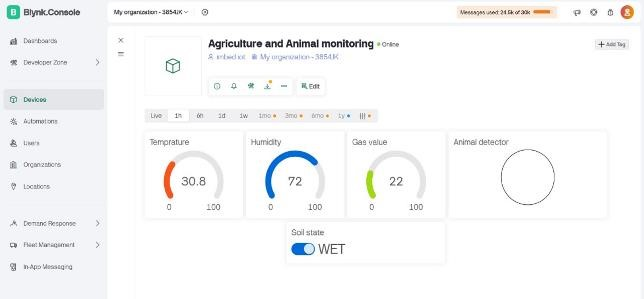 B Blynk.Console
My organization - 3854JK
Messages used: 24.5k of 30k
Dashboards
Developer Zone
Devices
Automations
Users
Organizations
Locations
Demand Response
Fleet Management
In-App Messaging
Agriculture and Animal monitoring Online
imbed iot My organization - 3854JK
Add Tag
Edit
Live 1h 6h 1d 1w 1mo 3mo 6mo 1y
Temprature Humidity Gas value Animal detector
30.8 72 22
0 100 0 100 0 100
Soil state
WET